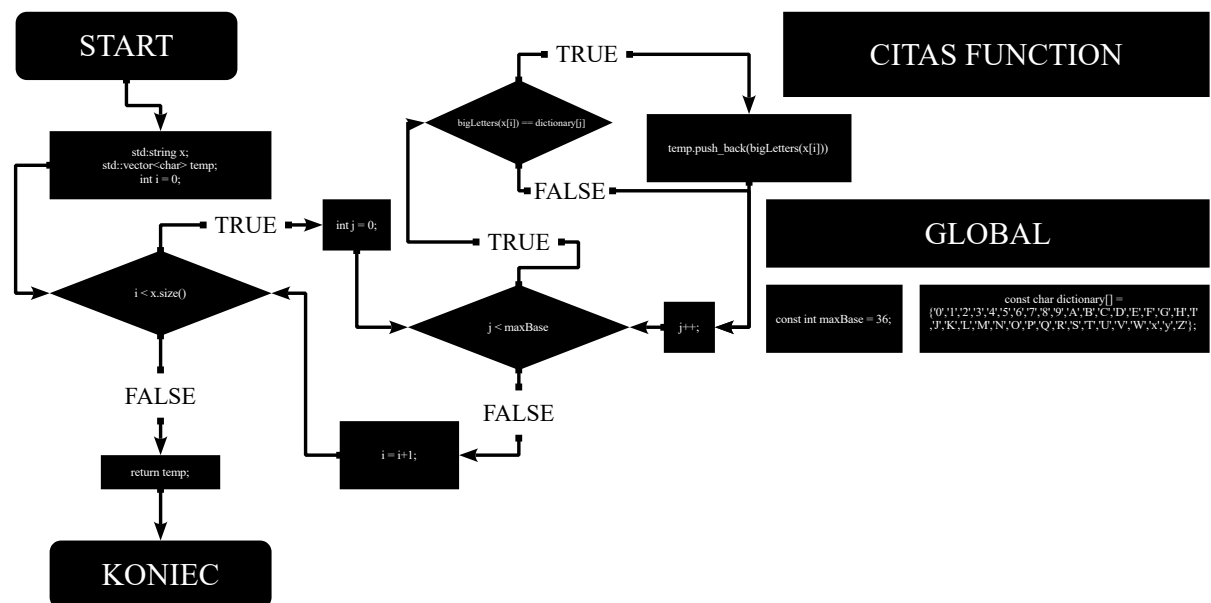 START
std:string x;
std::vector<char> temp;
int i = 0;
i < x.size()
TRUE
int j = 0;
FALSE
return temp;
KONIEC
j < maxBase
TRUE
FALSE
i = i+1;
bigLetters(x[i]) == dictionary[j]
TRUE
FALSE
temp.push_back(bigLetters(x[i]))
j++;
CITAS FUNCTION
GLOBAL
const int maxBase = 36;
const char dictionary[] =
{'0','1','2','3','4','5','6','7','8','9','A','B','C','D','E','F','G','H','I'
,'J','K','L','M','N','O','P','Q','R','S','T','U','V','W','x','y','Z'};